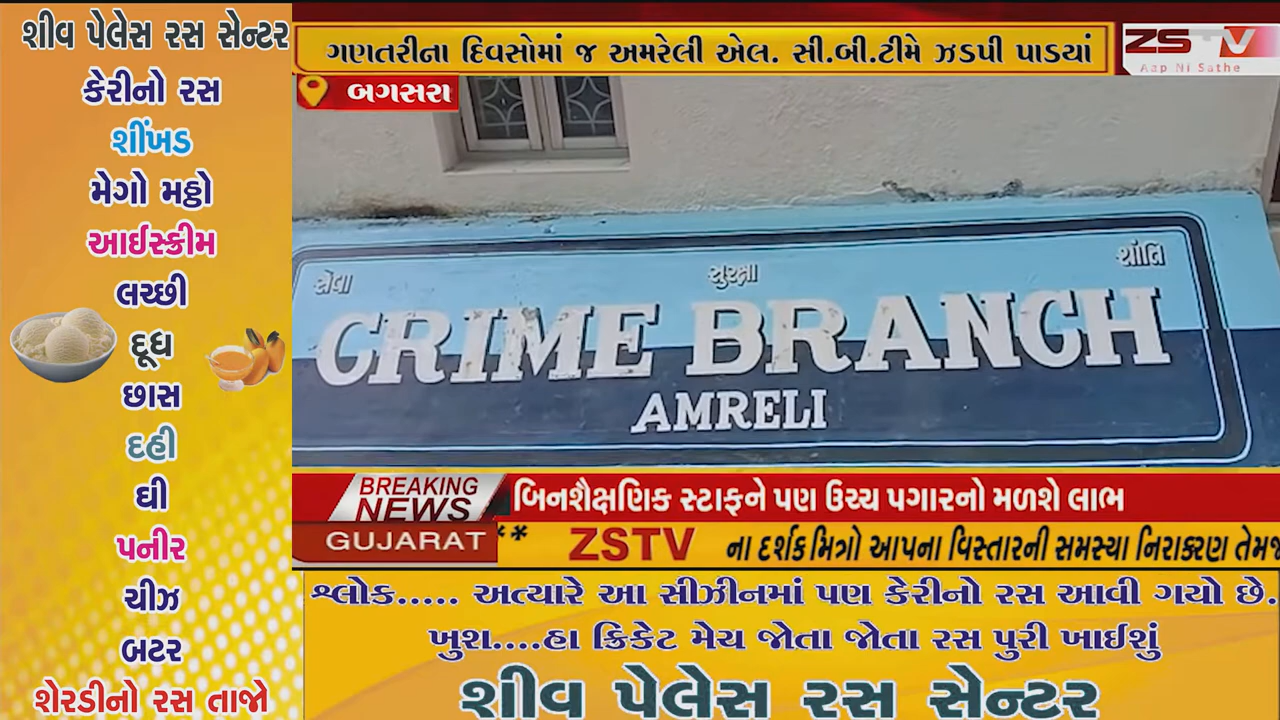 શીવ પેલેસ રસ સેન્ટર
કેરીનો રસ
શીંખડ
મેગો મઠ્ઠો
આઈસ્ક્રીમ
લચ્છી
દૂધ
છાસ
દહી
ઘી
પનીર
ચીઝ
બટર
શેરડીનો રસ તાજો
ગણતરીના દિવસોમાં જ અમરેલી એલ. સી.બી.ટીમે ઝડપી પાડયાં
ZSTV
Aap Ni Sathe
બગસરા
સેવા સુરક્ષા શાંતિ
CRIME BRANCH
AMRELI
BREAKING NEWS
બિનશૈક્ષણિક સ્ટાફને પણ ઉચ્ચ પગારનો મળશે લાભ
GUJARAT
** ZSTV ના દર્શક મિત્રો આપના વિસ્તારની સમસ્યા નિરાકરણ તેમજ
શ્લોક..... અત્યારે આ સીઝીનમાં પણ કેરીનો રસ આવી ગયો છે.
ખુશ....હા ક્રિકેટ મેચ જોતા જોતા રસ પુરી ખાઈશું
શીવ પેલેસ રસ સેન્ટર